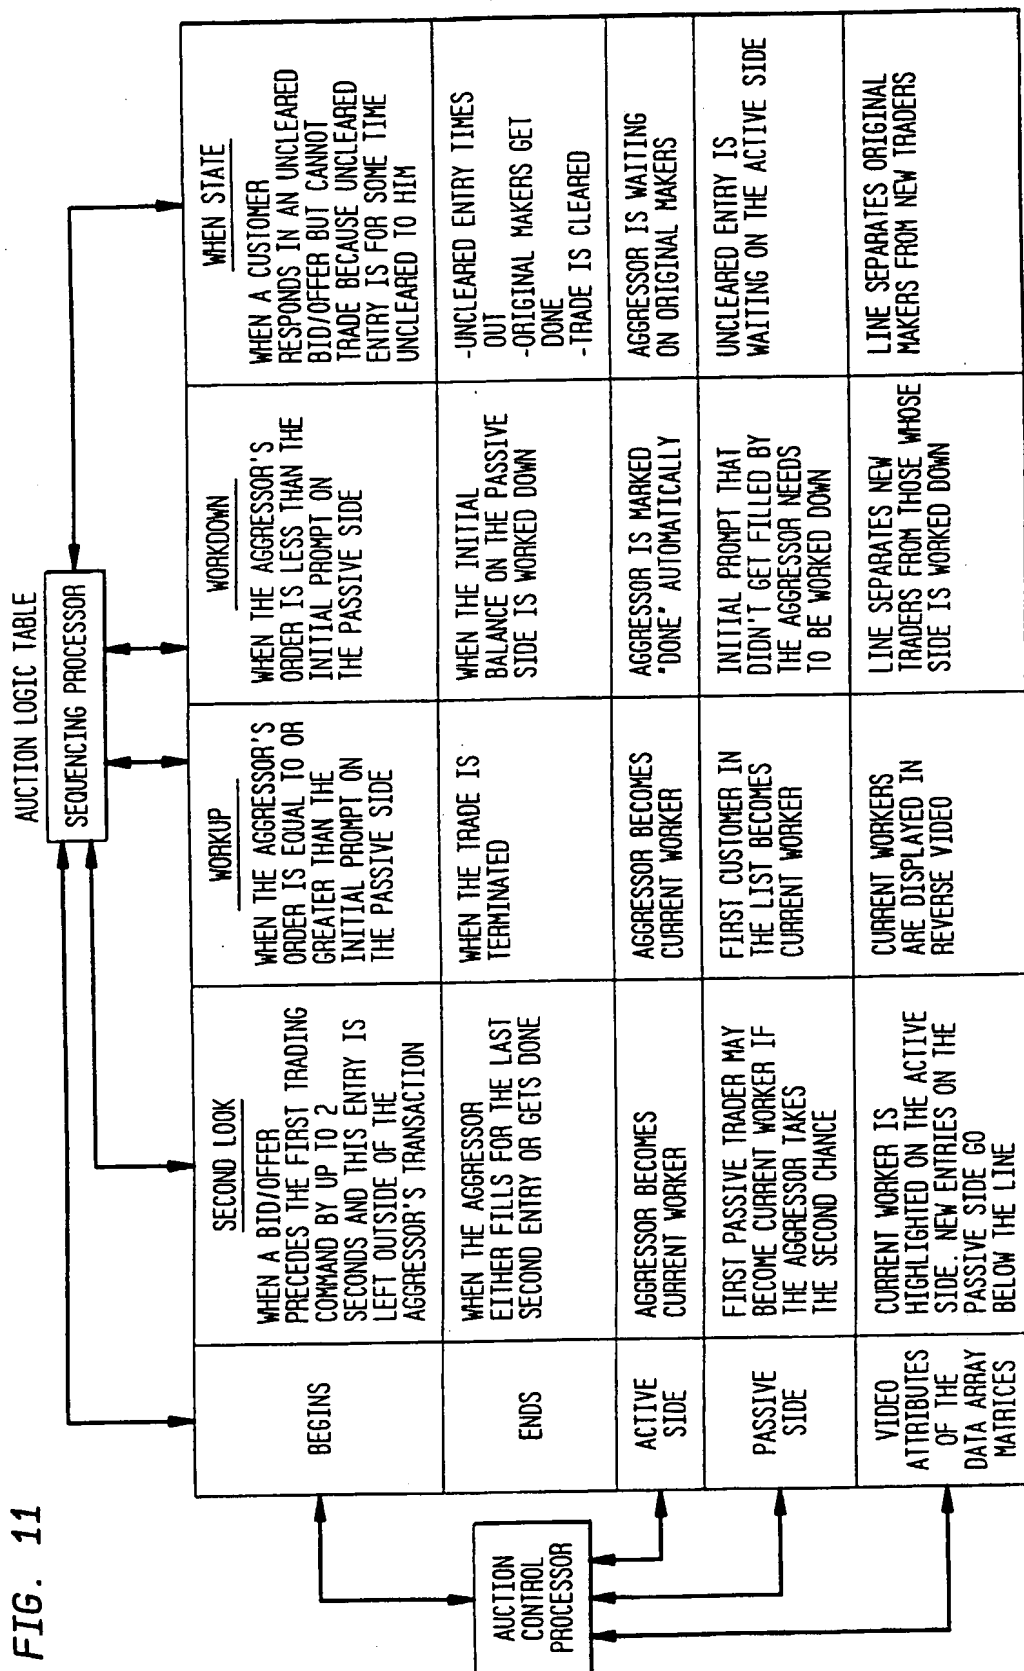 FIG. 11
AUCTION LOGIC TABLE
SEQUENCING PROCESSOR
AUCTION
CONTROL
PROCESSOR
SECOND LOOK
WORKUP
WORKDOWN
WHEN STATE
BEGINS
WHEN A BID/OFFER
PRECEDES THE FIRST TRADING
COMMAND BY UP TO 2
SECONDS AND THIS ENTRY IS
LEFT OUTSIDE OF THE
AGGRESSOR'S TRANSACTION
WHEN THE AGGRESSOR'S
ORDER IS EQUAL TO OR
GREATER THAN THE
INITIAL PROMPT ON
THE PASSIVE SIDE
WHEN THE AGGRESSOR'S
ORDER IS LESS THAN THE
INITIAL PROMPT ON
THE PASSIVE SIDE
WHEN A CUSTOMER
RESPONDS IN AN UNCLEARED
BID/OFFER BUT CANNOT
TRADE BECAUSE UNCLEARED
ENTRY IS FOR SOME TIME
UNCLEARED TO HIM
ENDS
WHEN THE AGGRESSOR
EITHER FILLS FOR THE LAST
SECOND ENTRY OR GETS DONE
WHEN THE TRADE IS
TERMINATED
WHEN THE INITIAL
BALANCE ON THE PASSIVE
SIDE IS WORKED DOWN
-UNCLEARED ENTRY TIMES
OUT
-ORIGINAL MAKERS GET
DONE
-TRADE IS CLEARED
ACTIVE
SIDE
AGGRESSOR BECOMES
CURRENT WORKER
AGGRESSOR BECOMES
CURRENT WORKER
AGGRESSOR IS MARKED
"DONE" AUTOMATICALLY
AGGRESSOR IS WAITING
ON ORIGINAL MAKERS
PASSIVE
SIDE
FIRST PASSIVE TRADER MAY
BECOME CURRENT WORKER IF
THE AGGRESSOR TAKES
THE SECOND CHANCE
FIRST CUSTOMER IN
THE LIST BECOMES
CURRENT WORKER
INITIAL PROMPT THAT
DIDN'T GET FILLED BY
THE AGGRESSOR NEEDS
TO BE WORKED DOWN
UNCLEARED ENTRY IS
WAITING ON THE ACTIVE SIDE
VIDEO
ATTRIBUTES
OF THE
DATA ARRAY
MATRICES
CURRENT WORKER IS
HIGHLIGHTED ON THE ACTIVE
SIDE. NEW ENTRIES ON THE
PASSIVE SIDE GO
BELOW THE LINE
CURRENT WORKERS
ARE DISPLAYED IN
REVERSE VIDEO
LINE SEPARATES NEW
TRADERS FROM THOSE WHOSE
SIDE IS WORKED DOWN
LINE SEPARATES ORIGINAL
MAKERS FROM NEW TRADERS